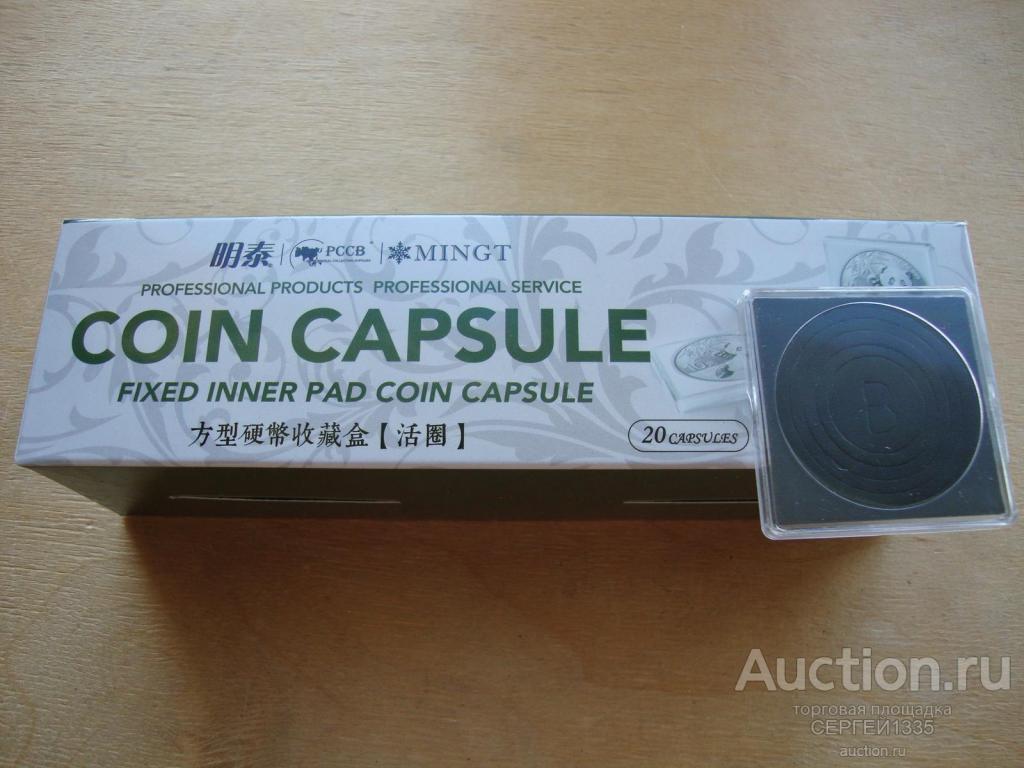 明泰 PCCB MINGT
PROFESSIONAL PRODUCTS PROFESSIONAL SERVICE
COIN CAPSULE
FIXED INNER PAD COIN CAPSULE
方型硬幣收藏盒【活圈】
20 CAPSULES
B
Auction.ru
торговая площадка
СЕРГЕЙ1335
auction.ru